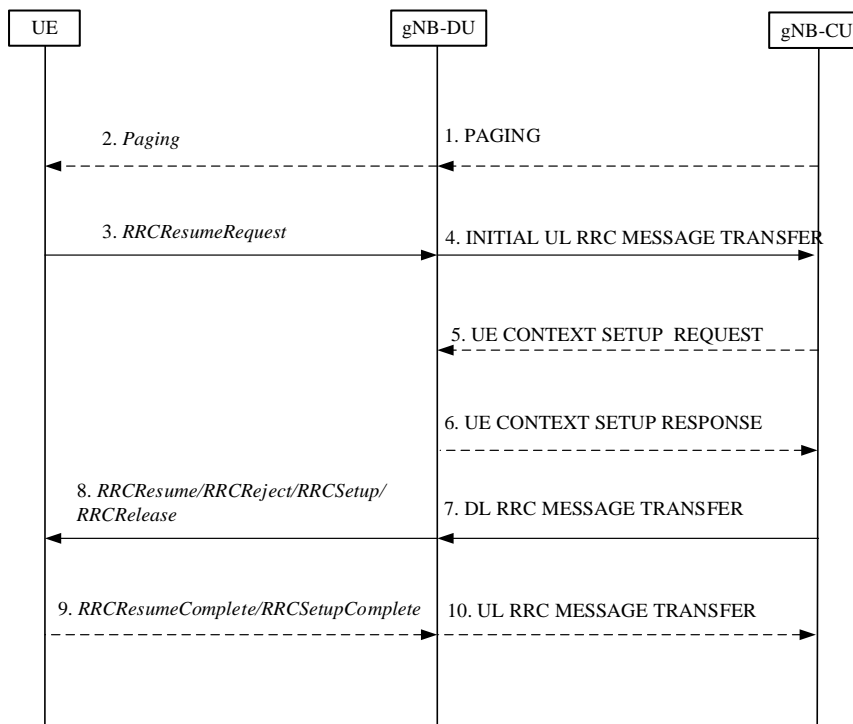 UE
gNB-DU
gNB-CU
2. Paging
1. PAGING
3. RRCResumeRequest
4. INITIAL UL RRC MESSAGE TRANSFER
5. UE CONTEXT SETUP REQUEST
6. UE CONTEXT SETUP RESPONSE
8. RRCResume/RRCReject/RRCSetup/
RRCRelease
7. DL RRC MESSAGE TRANSFER
9. RRCResumeComplete/RRCSetupComplete
10. UL RRC MESSAGE TRANSFER